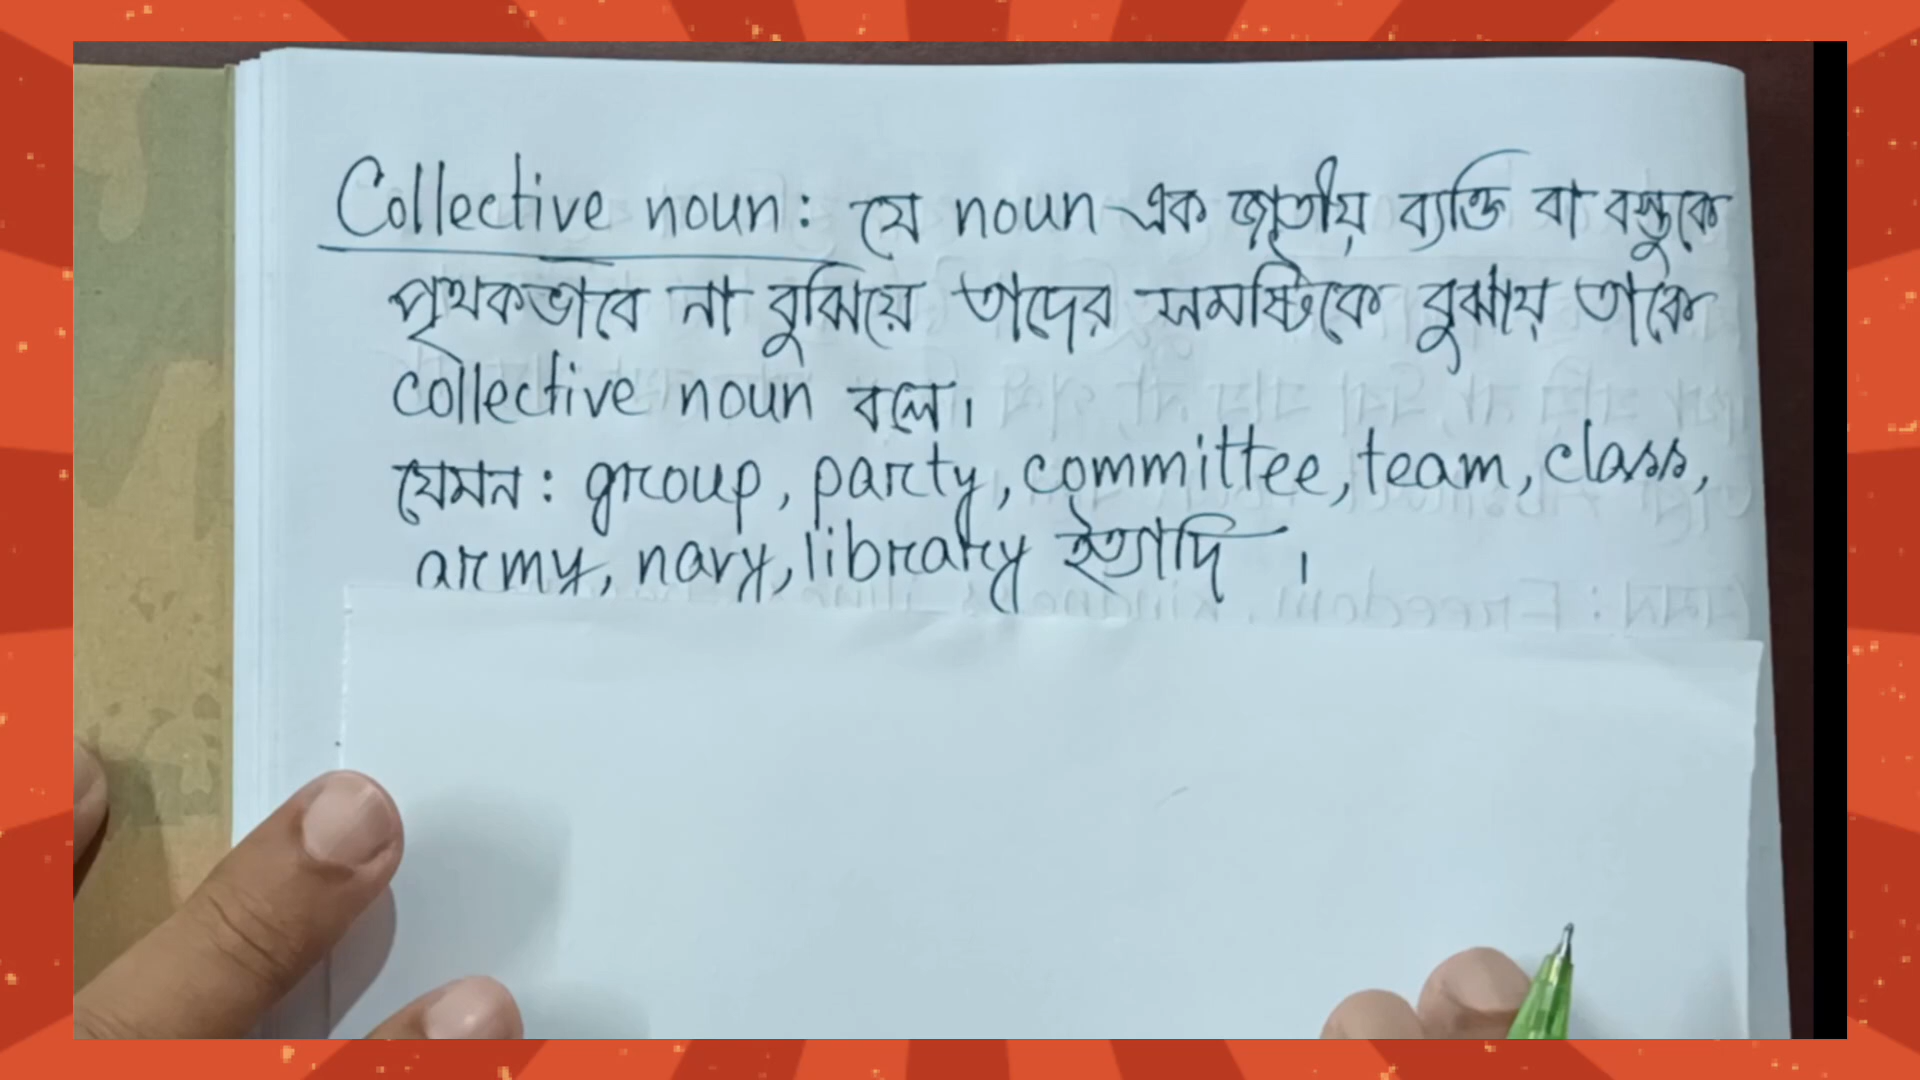 Collective noun: যে noun এক জাতীয় ব্যক্তি বা বস্তুকে
পৃথকভাবে না বুঝিয়ে তাদের সমষ্টিকে বুঝায় তাকে
collective noun বলে।
যেমন: group, party, committee, team, class,
army, navy, library ইত্যাদি ।